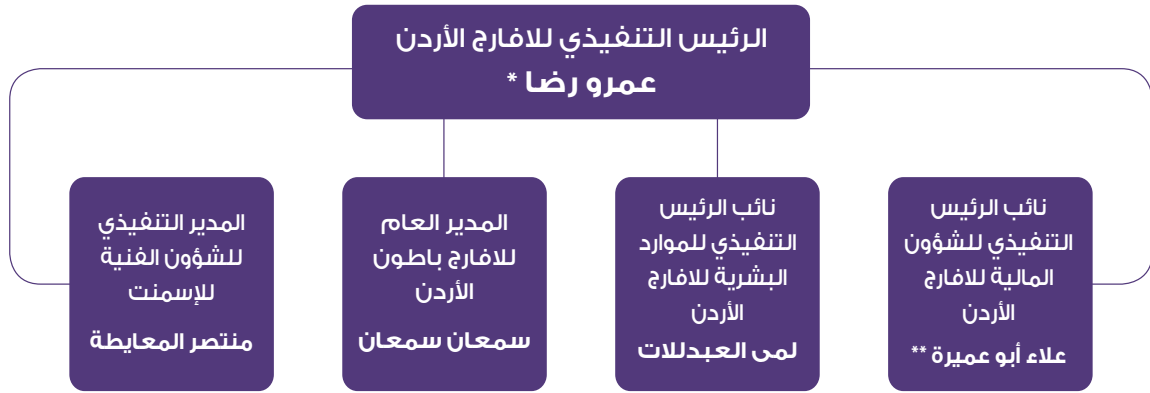 الرئيس التنفيذي للافارج الأردن
عمرو رضا *
نائب الرئيس
التنفيذي للشؤون
المالية للافارج
الأردن
علاء أبو عميرة **
نائب الرئيس
التنفيذي للموارد
البشرية للافارج
الأردن
لمى العبدللات
المدير العام
للافارج باطون
الأردن
سمعان سمعان
المدير التنفيذي
للشؤون الفنية
للإسمنت
منتصر المعايطة